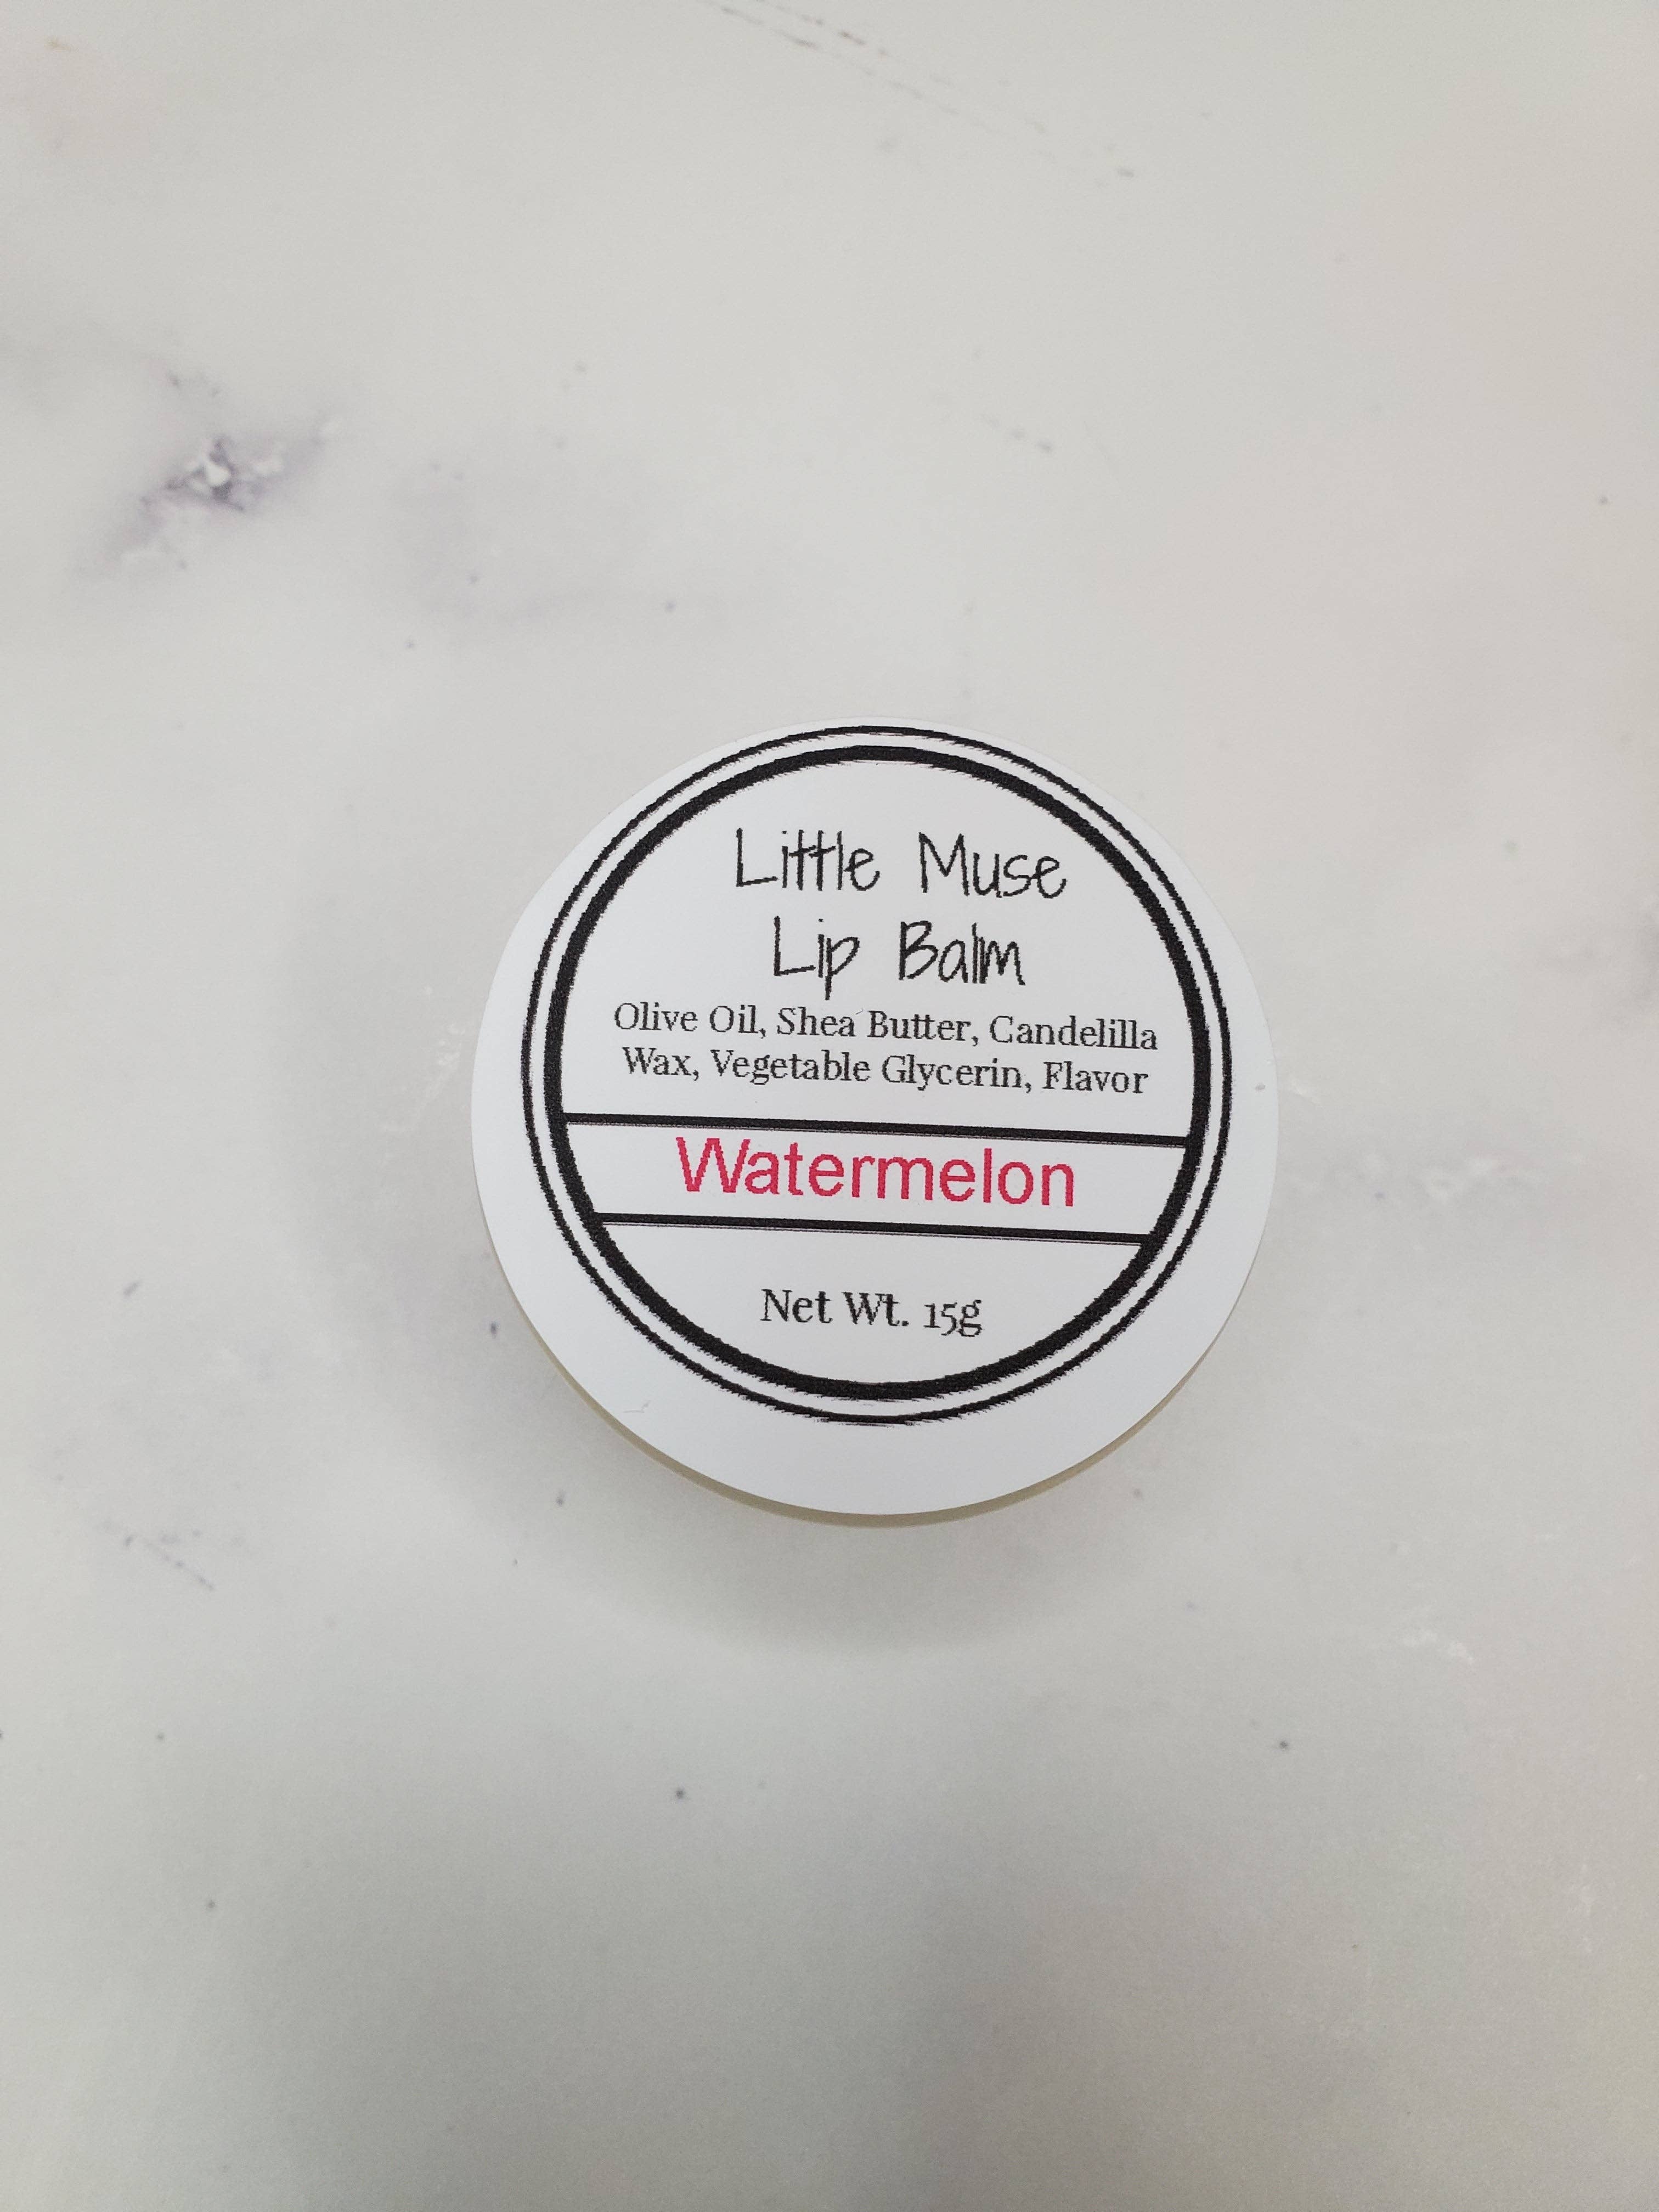 Little Muse
Lip Balm
Olive Oil, Shea Butter, Candelilla
Wax, Vegetable Glycerin, Flavor
Watermelon
Net Wt. 15g